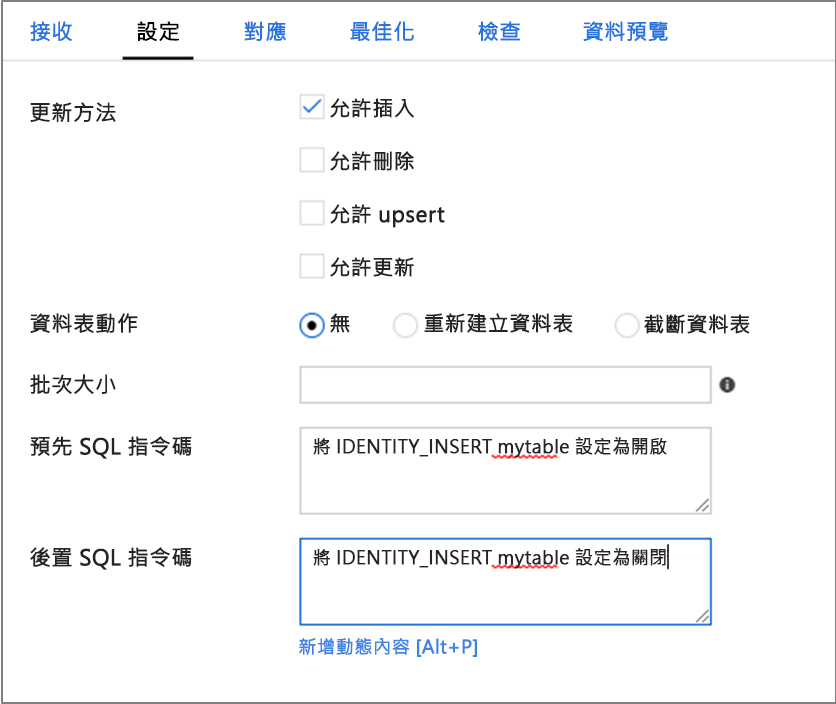 接收 設定 對應 最佳化 檢查 資料預覽
更新方法 允許插入
允許刪除
允許 upsert
允許更新
資料表動作 無 重新建立資料表 截斷資料表
批次大小
預先 SQL 指令碼 將 IDENTITY_INSERT mytable 設定為開啟
後置 SQL 指令碼 將 IDENTITY_INSERT mytable 設定為關閉
新增動態內容 [Alt+P]